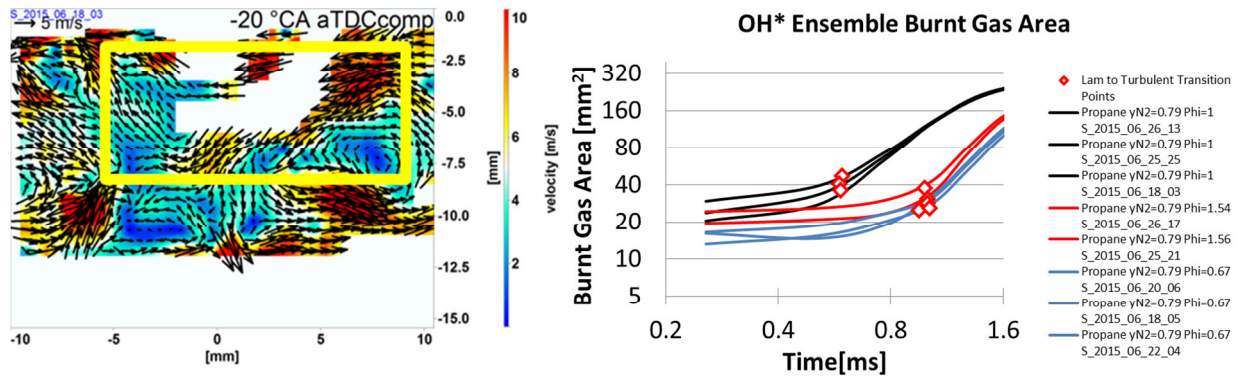 S_2015_06_18_03
5 m/s
-20 °CA aTDCcomp
0.0
-2.5
-5.0
-7.5
-10.0
-12.5
-15.0
[mm]
-10
-5
0
5
10
[mm]
10
8
6
4
2
velocity [m/s]
OH* Ensemble Burnt Gas Area
Burnt Gas Area [mm²]
320
160
80
40
20
10
5
0.2
0.4
0.8
1.6
Time[ms]
Lam to Turbulent Transition
Points
Propane yN2=0.79 Phi=1
S_2015_06_26_13
Propane yN2=0.79 Phi=1
S_2015_06_25_25
Propane yN2=0.79 Phi=1
S_2015_06_18_03
Propane yN2=0.79 Phi=1.54
S_2015_06_26_17
Propane yN2=0.79 Phi=1.56
S_2015_06_25_21
Propane yN2=0.79 Phi=0.67
S_2015_06_20_06
Propane yN2=0.79 Phi=0.67
S_2015_06_18_05
Propane yN2=0.79 Phi=0.67
S_2015_06_22_04